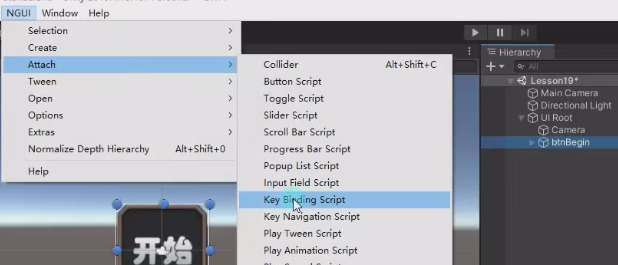 NGUI Window Help
Selection
Create
Attach
Tween
Open
Options
Extras
Normalize Depth Hierarchy Alt+Shift+0
Help
Collider Alt+Shift+C
Button Script
Toggle Script
Slider Script
Scroll Bar Script
Progress Bar Script
Popup List Script
Input Field Script
Key Binding Script
Key Navigation Script
Play Tween Script
Play Animation Script
Hierarchy
All
Lesson19*
Main Camera
Directional Light
UI Root
Camera
btnBegin
开始